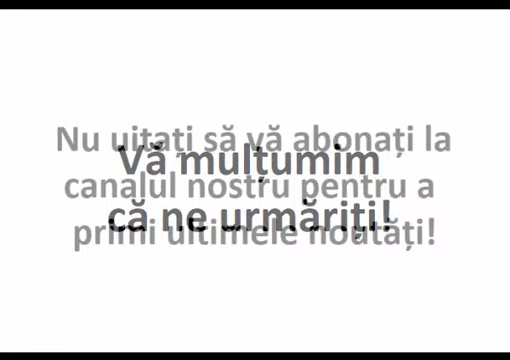 Nu uitați să vă abonați la
canalul nostru pentru a
primi ultimele noutăți!
Vă mulțumim
că ne urmăriți!